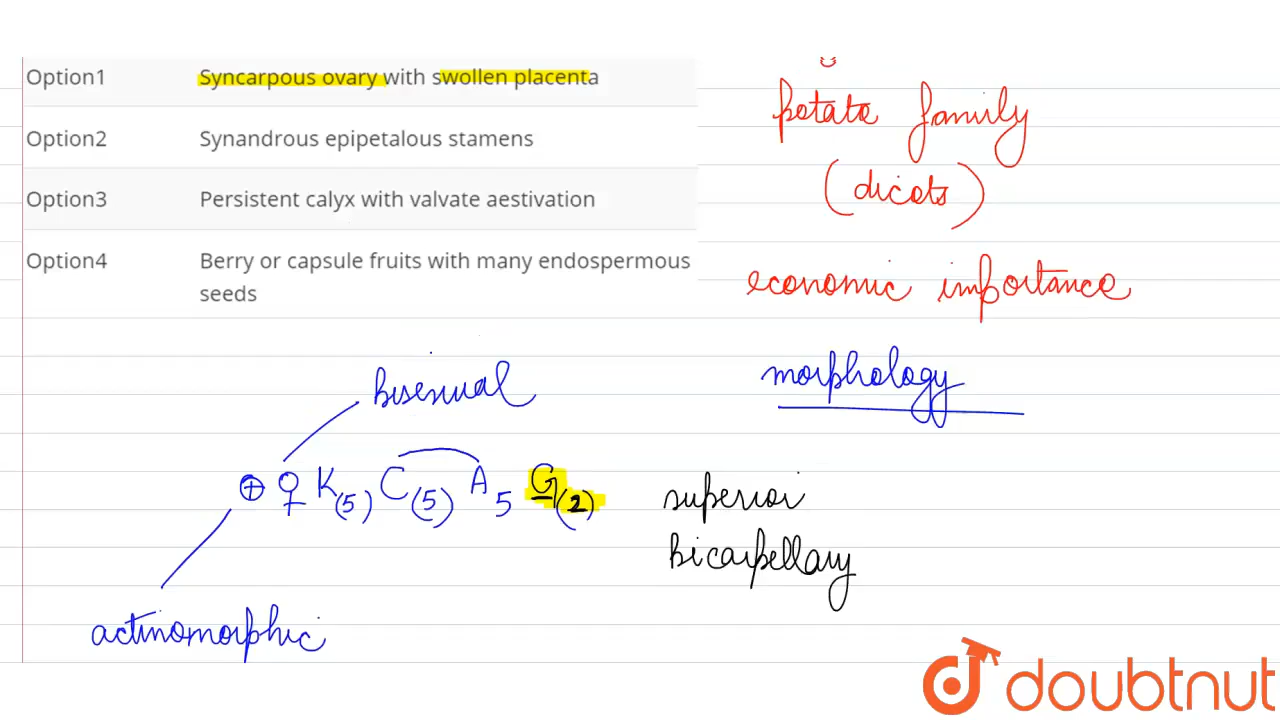 Option1 Syncarpous ovary with swollen placenta
Option2 Synandrous epipetalous stamens
Option3 Persistent calyx with valvate aestivation
Option4 Berry or capsule fruits with many endospermous
seeds
potato family
(dicots)
economic importance
morphology
bisexual
⊕ ♀ K(5) C(5) A5 G(2)
superior
bicarpellary
actinomorphic
doubtnut